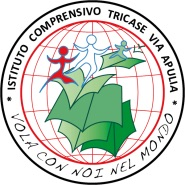 * ISTITUTO COMPRENSIVO TRICASE VIA APULIA *
VOLA CON NOI NEL MONDO